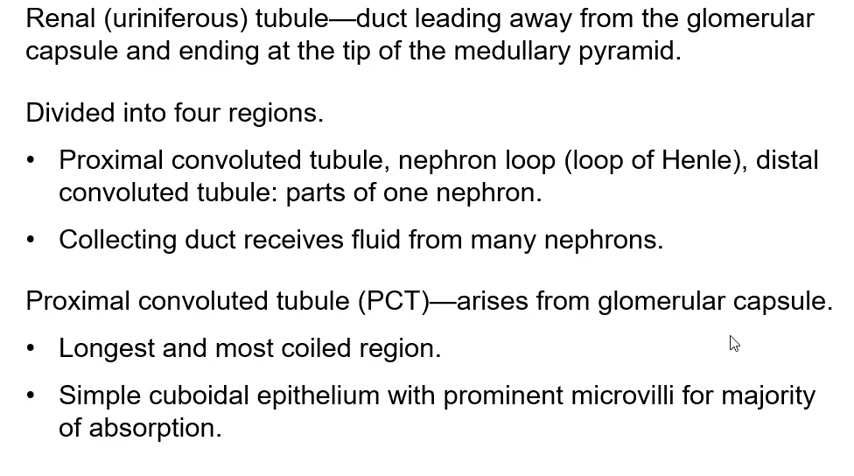 Renal (uriniferous) tubule—duct leading away from the glomerular
capsule and ending at the tip of the medullary pyramid.
Divided into four regions.
• Proximal convoluted tubule, nephron loop (loop of Henle), distal
convoluted tubule: parts of one nephron.
• Collecting duct receives fluid from many nephrons.
Proximal convoluted tubule (PCT)—arises from glomerular capsule.
• Longest and most coiled region.
• Simple cuboidal epithelium with prominent microvilli for majority
of absorption.